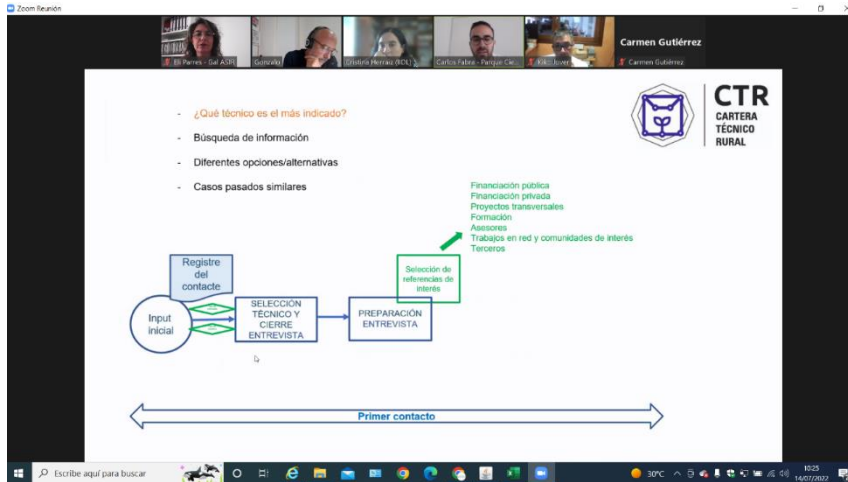 Zoom Reunión
Eli Parres - Gal ASIR
Gonzalo
Cristina Herraiz (IIDL)
Carlos Fabra - Parque Cie...
Kiko Jover
Carmen Gutiérrez
Carmen Gutiérrez
CTR
CARTERA
TÉCNICO
RURAL
- ¿Qué técnico es el más indicado?
- Búsqueda de información
- Diferentes opciones/alternativas
- Casos pasados similares
Financiación pública
Financiación privada
Proyectos transversales
Formación
Asesores
Trabajos en red y comunidades de interés
Terceros
Registre
del
contacte
Selección de
referencias de
interés
Input
inicial
SELECCIÓN
TÉCNICO Y
CIERRE
ENTREVISTA
PREPARACIÓN
ENTREVISTA
Primer contacto
Escribe aquí para buscar
30°C
10:25
14/07/2022